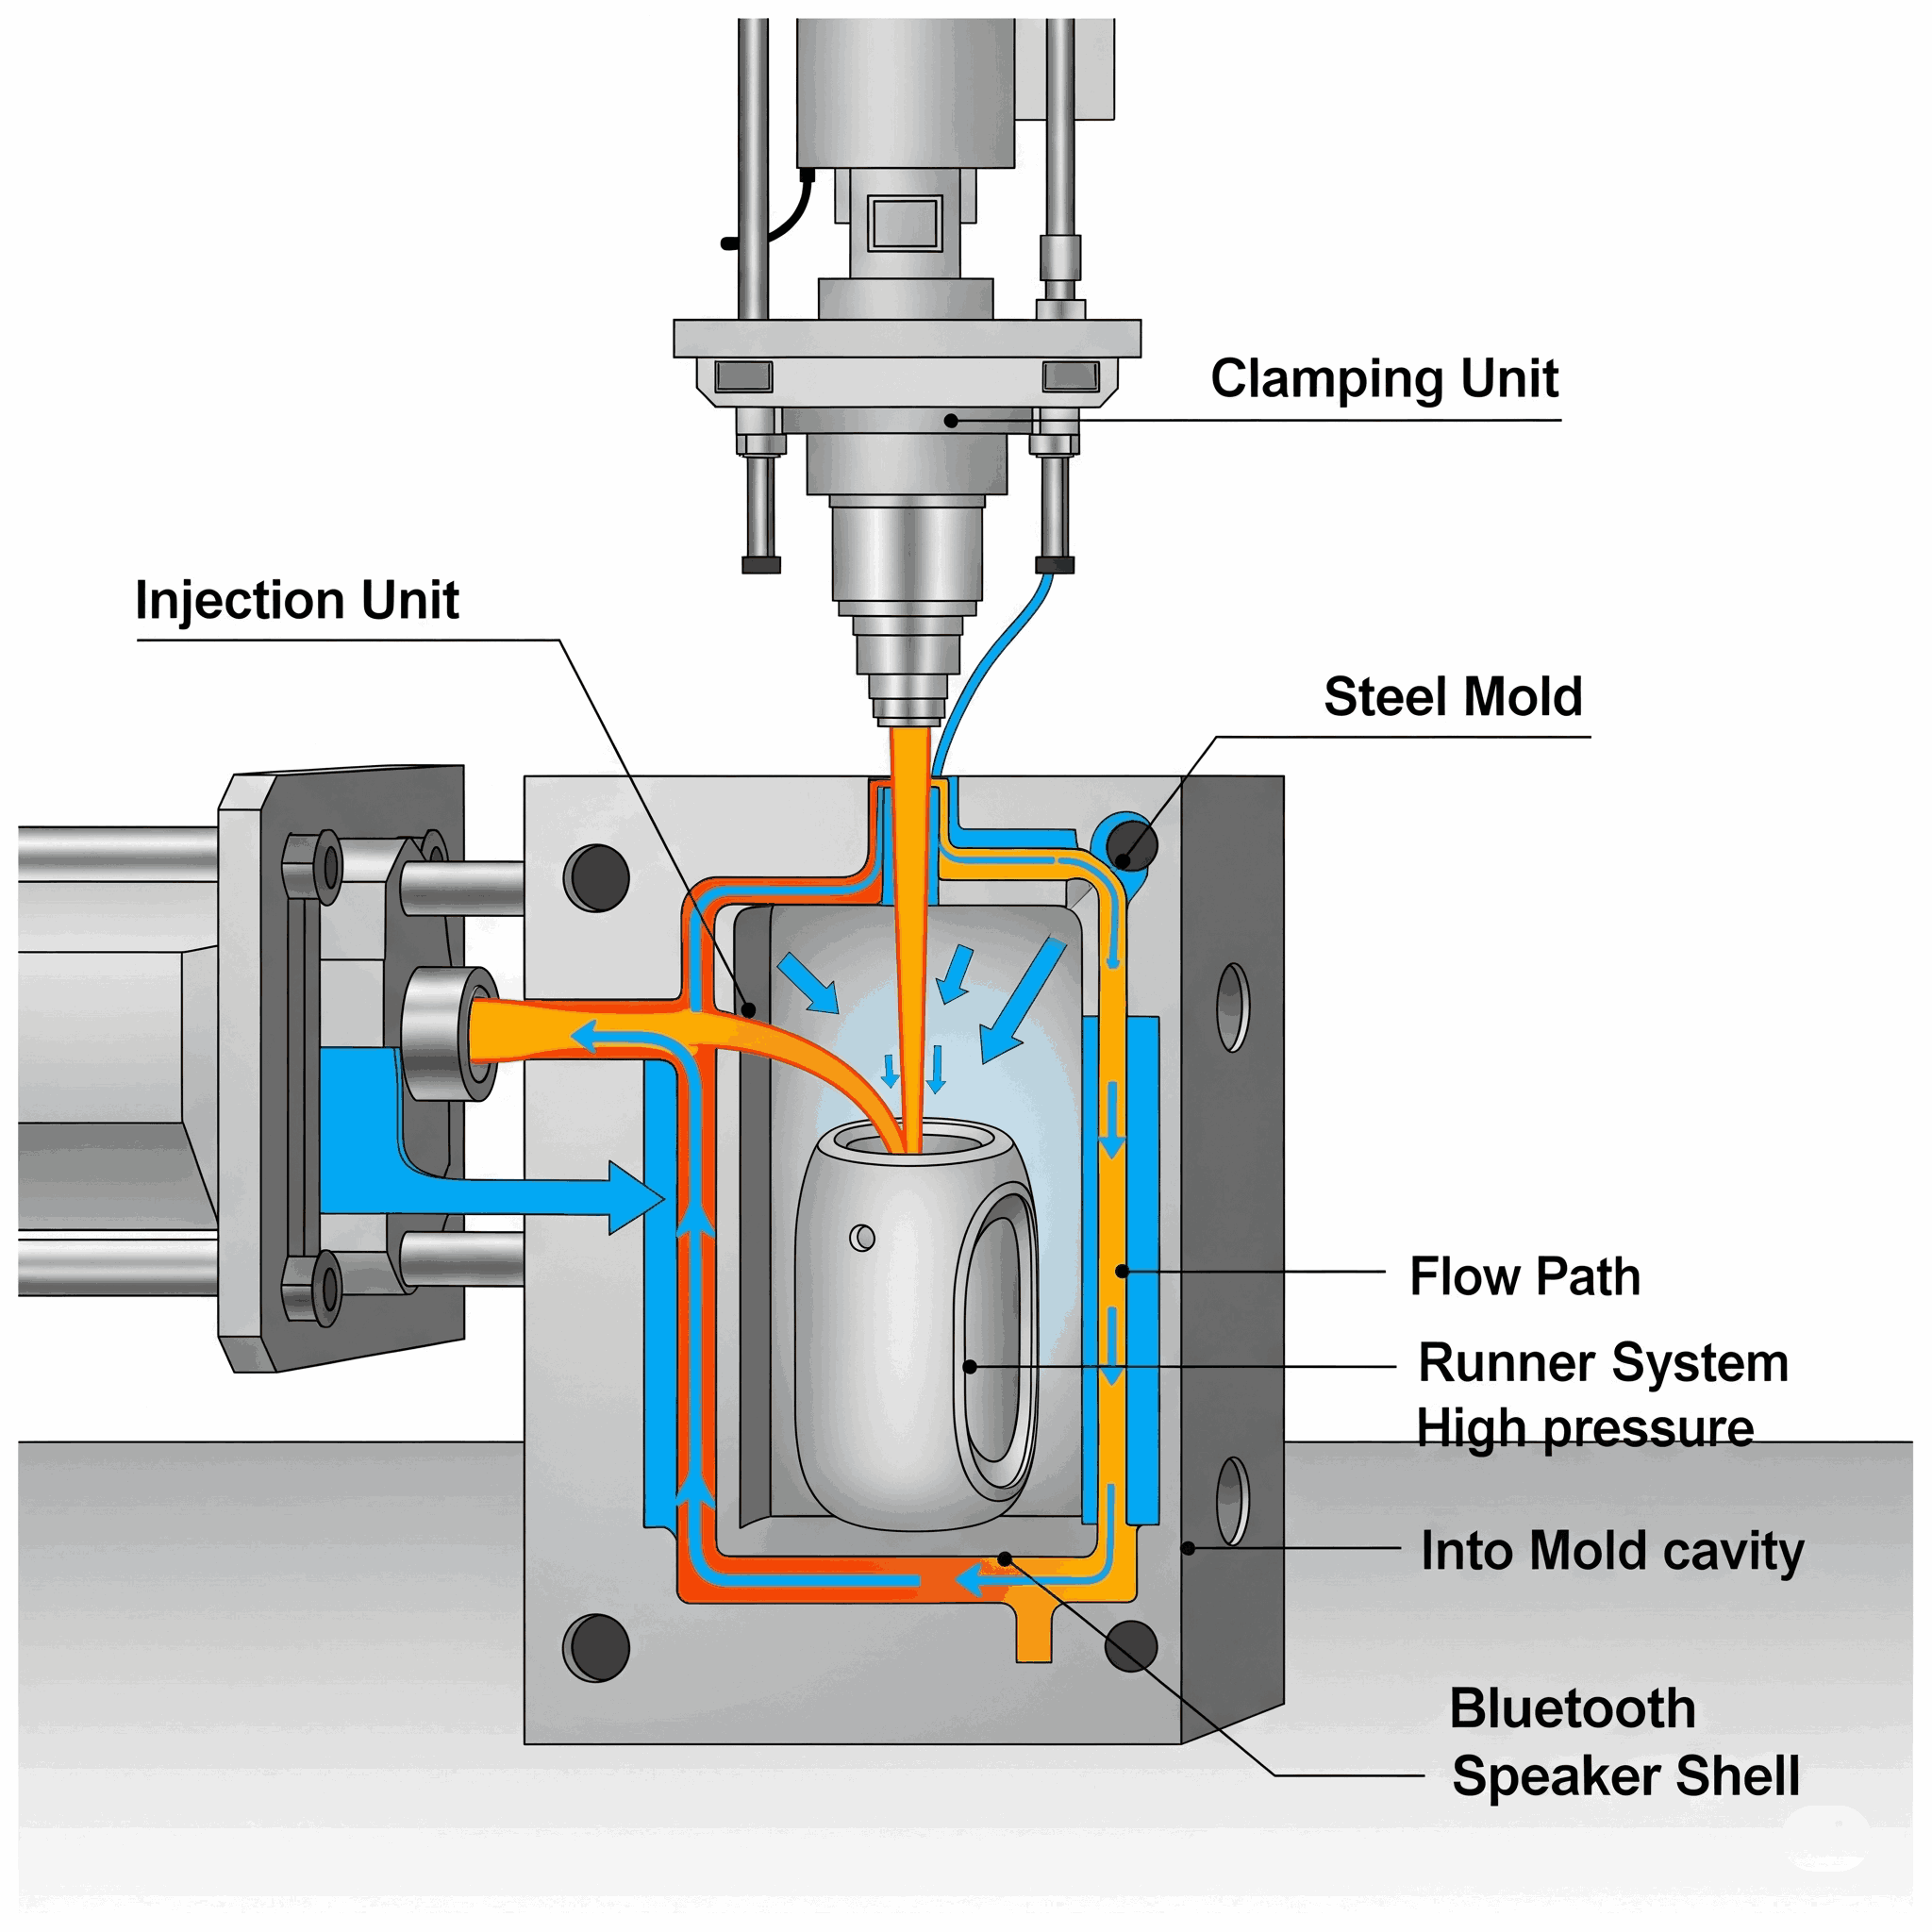 Clamping Unit
Injection Unit
Steel Mold
Flow Path
Runner System
High pressure
Into Mold cavity
Bluetooth
Speaker Shell